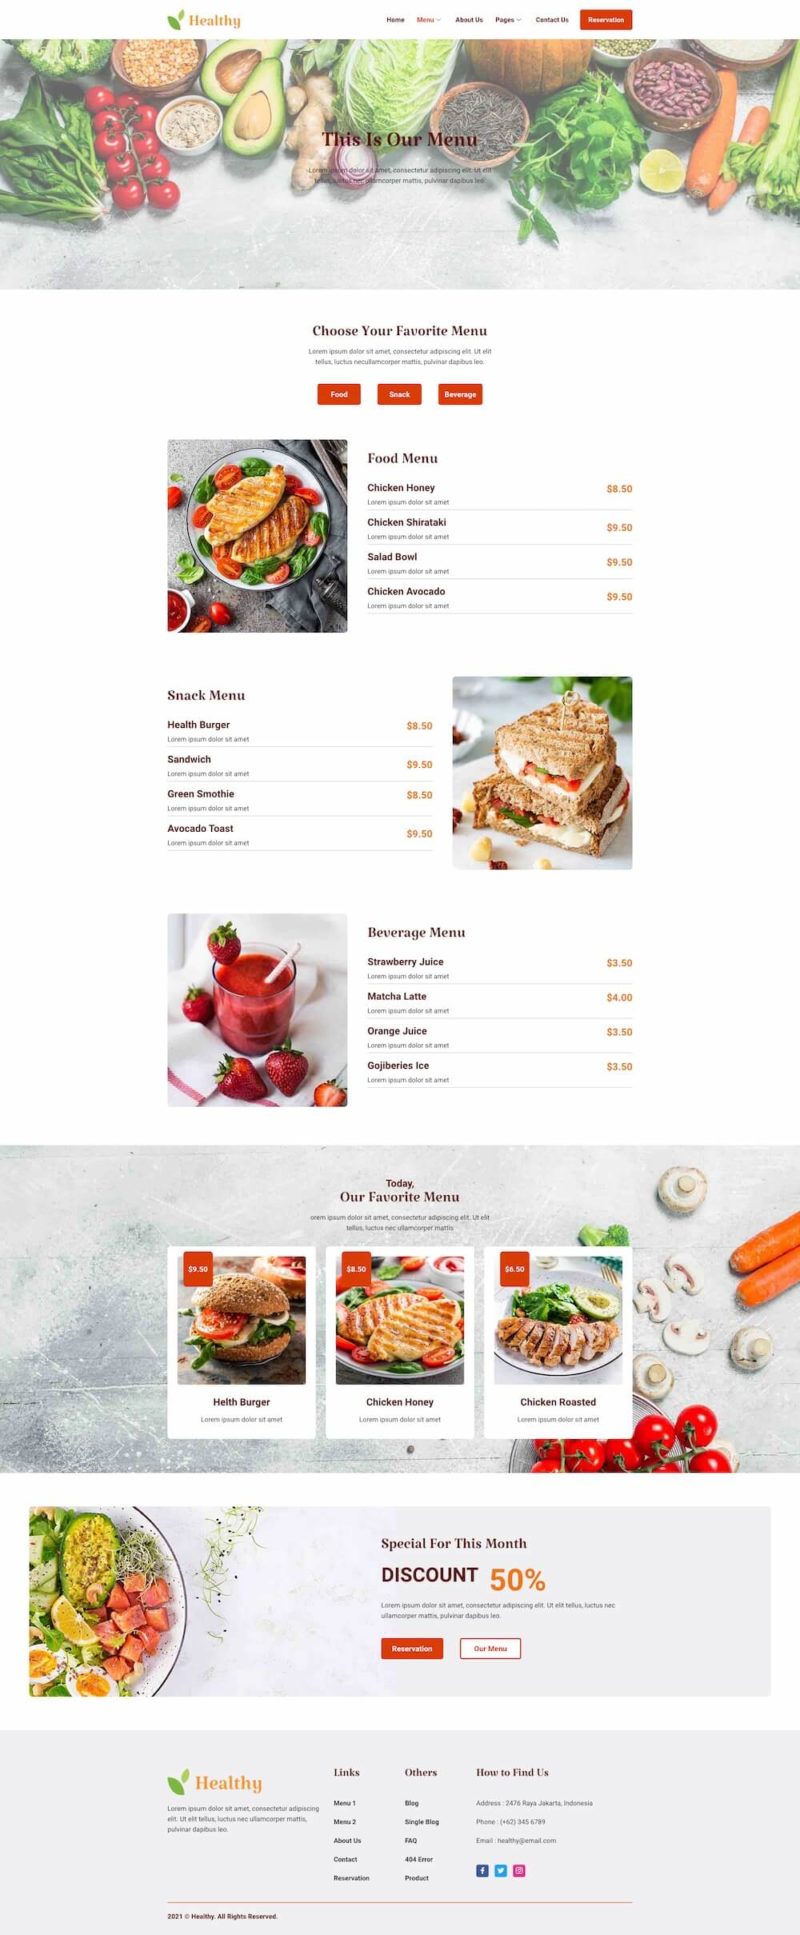 Healthy
Home Menu About Us Pages Contact Us Reservation
This Is Our Menu
Lorem ipsum dolor sit amet, consectetur adipiscing elit. Ut elit
tellus, luctus nec ullamcorper mattis, pulvinar dapibus leo.
Choose Your Favorite Menu
Lorem ipsum dolor sit amet, consectetur adipiscing elit. Ut elit
tellus, luctus necullamcorper mattis, pulvinar dapibus leo.
Food Snack Beverage
Food Menu
Chicken Honey $8.50
Lorem ipsum dolor sit amet
Chicken Shirataki $9.50
Lorem ipsum dolor sit amet
Salad Bowl $9.50
Lorem ipsum dolor sit amet
Chicken Avocado $9.50
Lorem ipsum dolor sit amet
Snack Menu
Health Burger $8.50
Lorem ipsum dolor sit amet
Sandwich $9.50
Lorem ipsum dolor sit amet
Green Smothie $8.50
Lorem ipsum dolor sit amet
Avocado Toast $9.50
Lorem ipsum dolor sit amet
Beverage Menu
Strawberry Juice $3.50
Lorem ipsum dolor sit amet
Matcha Latte $4.00
Lorem ipsum dolor sit amet
Orange Juice $3.50
Lorem ipsum dolor sit amet
Gojiberies Ice $3.50
Lorem ipsum dolor sit amet
Today,
Our Favorite Menu
orem ipsum dolor sit amet, consectetur adipiscing elit. Ut elit
tellus, luctus nec ullamcorper mattis
$9.50
Helth Burger
Lorem ipsum dolor sit amet
$8.50
Chicken Honey
Lorem ipsum dolor sit amet
$6.50
Chicken Roasted
Lorem ipsum dolor sit amet
Special For This Month
DISCOUNT 50%
Lorem ipsum dolor sit amet, consectetur adipiscing elit. Ut elit tellus, luctus nec
ullamcorper mattis, pulvinar dapibus leo.
Reservation Our Menu
Healthy
Lorem ipsum dolor sit amet, consectetur adipiscing
elit. Ut elit tellus, luctus nec ullamcorper mattis,
pulvinar dapibus leo.
Links
Menu 1
Menu 2
About Us
Contact
Reservation
Others
Blog
Single Blog
FAQ
404 Error
Product
How to Find Us
Address : 2476 Raya Jakarta, Indonesia
Phone : (+62) 345 6789
Email : healthy@email.com
2021 © Healthy. All Rights Reserved.